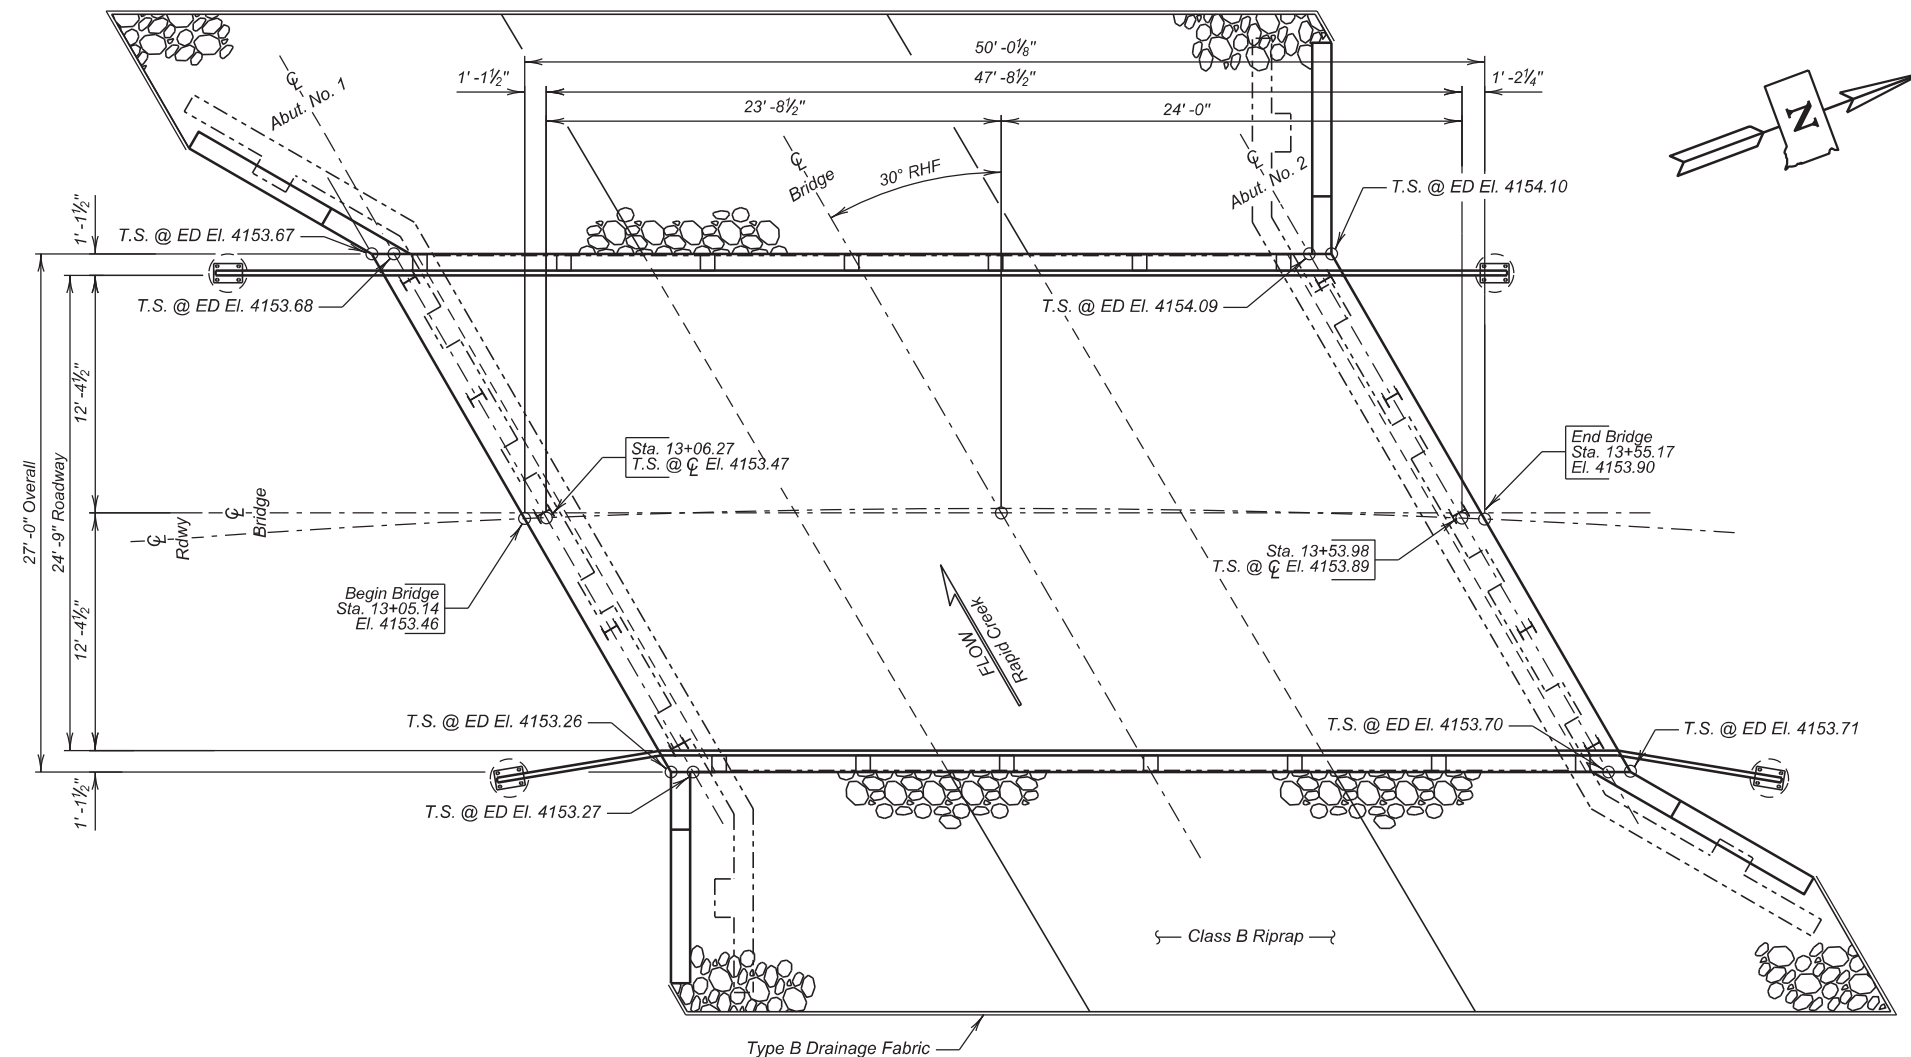 50' -0⅛"
1' -1½"
47' -8½"
1' -2¼"
23' -8½"
24' -0"
℄
Abut. No. 1
℄
Bridge
30° RHF
℄
Abut. No. 2
N
T.S. @ ED El. 4154.10
1' -1½"
T.S. @ ED El. 4153.67
T.S. @ ED El. 4153.68
T.S. @ ED El. 4154.09
12' -4½"
27' -0" Overall
24' -9" Roadway
Sta. 13+06.27
T.S. @ ℄ El. 4153.47
End Bridge
Sta. 13+55.17
El. 4153.90
℄
Bridge
℄
Rdwy
Sta. 13+53.98
T.S. @ ℄ El. 4153.89
Begin Bridge
Sta. 13+05.14
El. 4153.46
12' -4½"
FLOW
Rapid Creek
T.S. @ ED El. 4153.26
T.S. @ ED El. 4153.70
T.S. @ ED El. 4153.71
1' -1½"
T.S. @ ED El. 4153.27
Class B Riprap
Type B Drainage Fabric